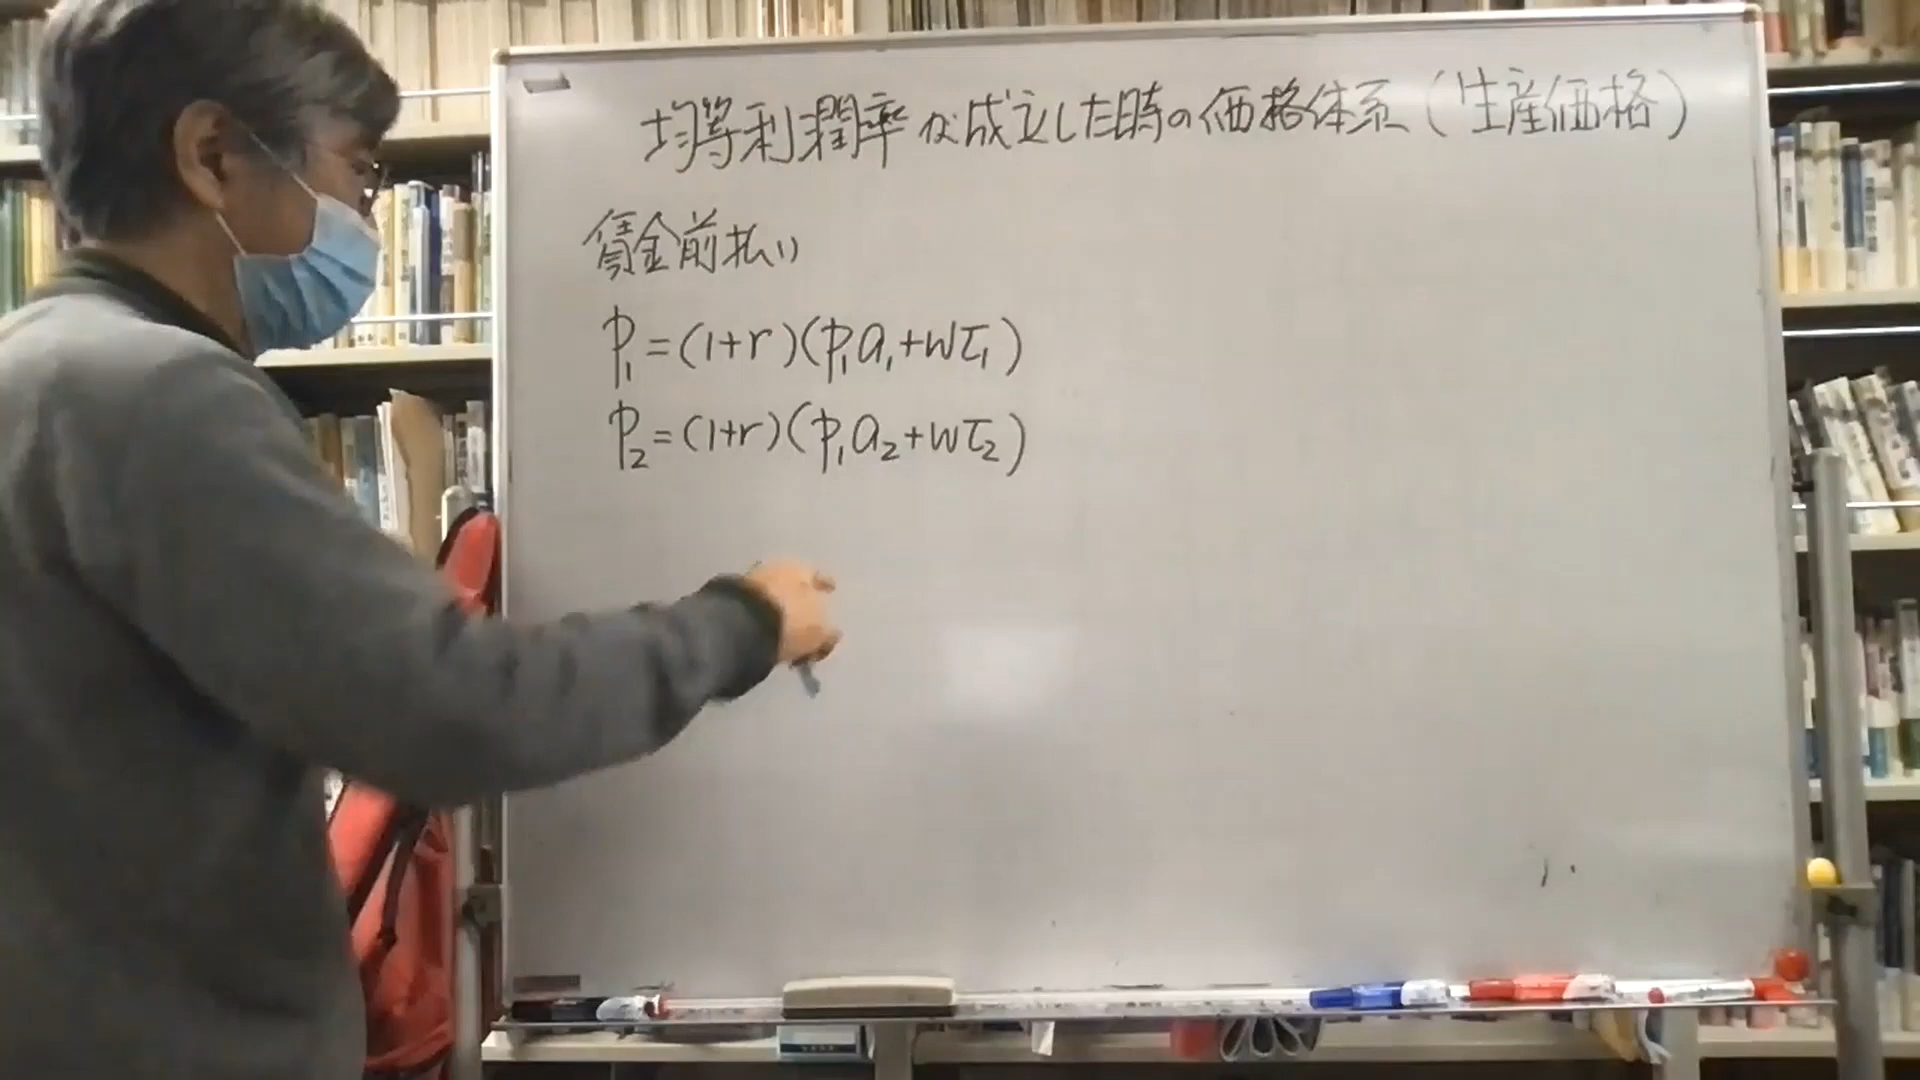 均等利潤率が成立した時の価格体系（生産価格）
賃金前払い
p₁=(1+r)(p₁a₁+wτ₁)
p₂=(1+r)(p₁a₂+wτ₂)